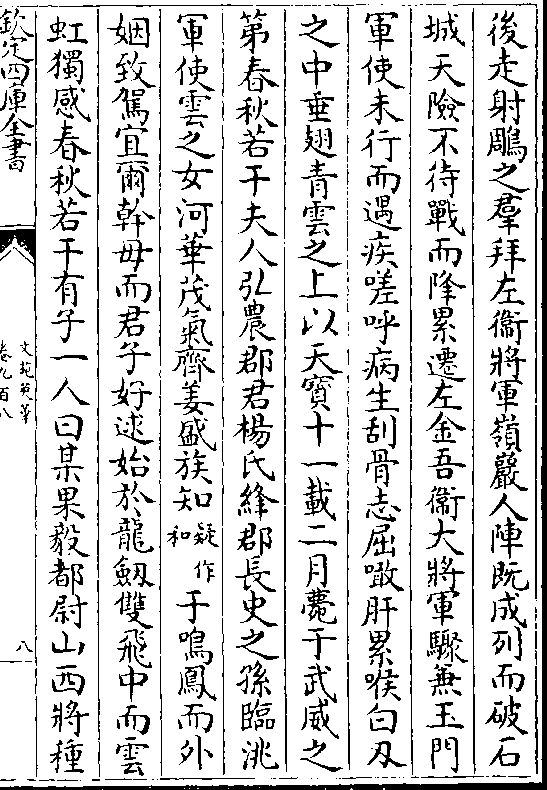 後走射雕之羣拜左衞將軍嶺嚴人陣既成列而破石
城天險不待戰而降累遷左金吾衞大將軍驟兼玉門
軍使未行而遇疾嗟呼病生刮骨志屈噉肝累喉白刃
之中垂翅青雲之上以天寳十一載二月薨于武威之
第春秋若干夫人弘農郡君楊氏絳郡長史之孫臨洮
軍使雲之女河華茂氣齊姜盛族知疑作和于鳴鳳而外
姻致駕宜爾幹毋而君子好逑始於龍劒雙飛中而雲
虹獨感春秋若干有子一人曰某果毅都尉山西將種
欽定四庫全書
文苑英華
卷九百八
八